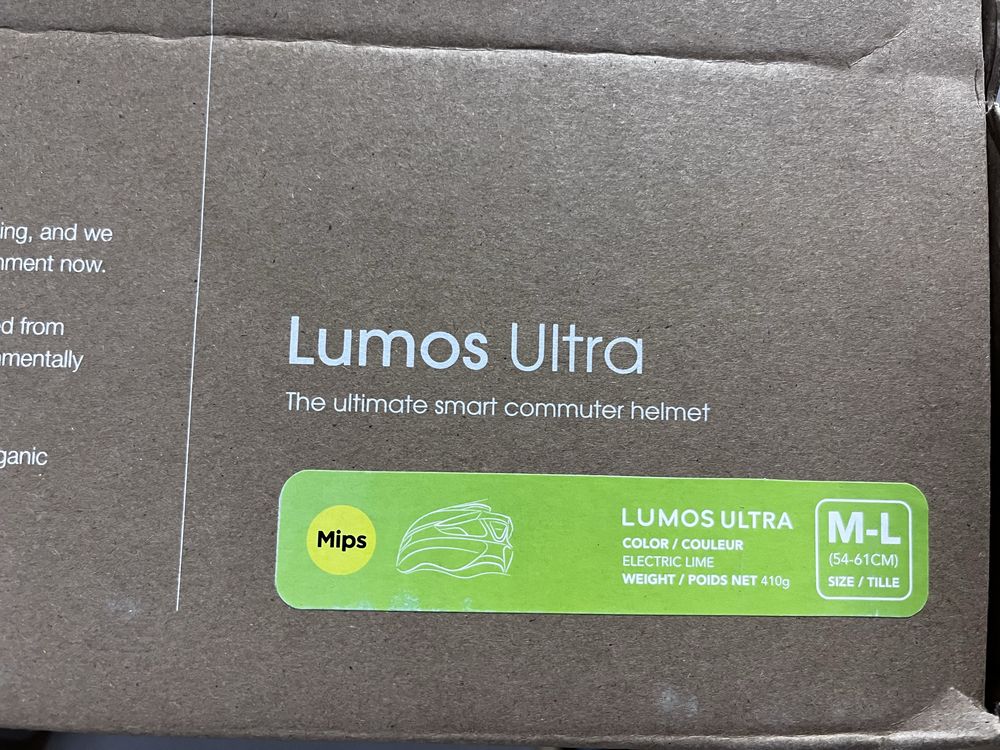 ing, and we
nment now.
d from
mentally
ganic
Lumos Ultra
The ultimate smart commuter helmet
Mips
LUMOS ULTRA
COLOR / COULEUR
ELECTRIC LIME
WEIGHT / POIDS NET 410g
M-L
(54-61CM)
SIZE / TILLE